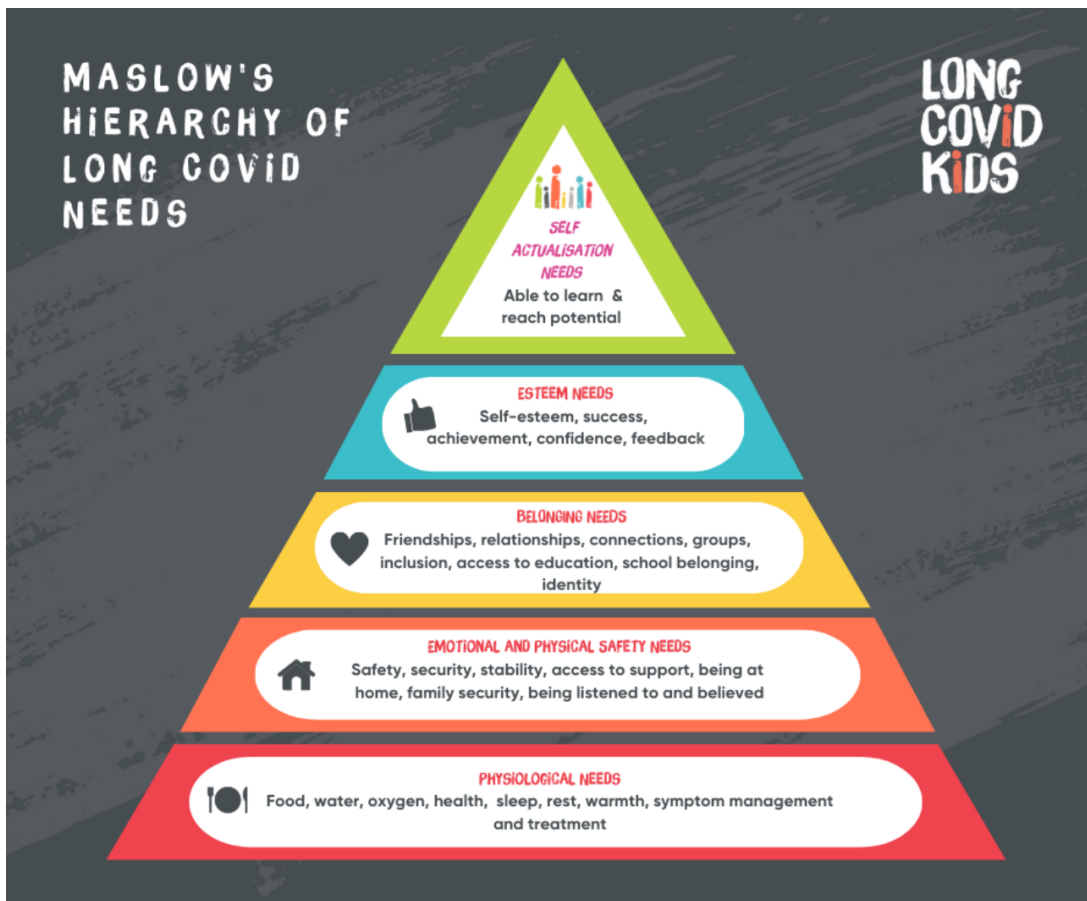 MASLOW'S
HIERARCHY OF
LONG COVID
NEEDS
LONG
COVID
KIDS
SELF
ACTUALISATION
NEEDS
Able to learn &
reach potential
ESTEEM NEEDS
Self-esteem, success,
achievement, confidence, feedback
BELONGING NEEDS
Friendships, relationships, connections, groups,
inclusion, access to education, school belonging,
identity
EMOTIONAL AND PHYSICAL SAFETY NEEDS
Safety, security, stability, access to support, being at
home, family security, being listened to and believed
PHYSIOLOGICAL NEEDS
Food, water, oxygen, health, sleep, rest, warmth, symptom management
and treatment